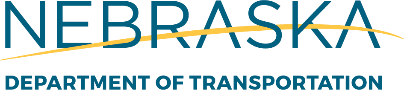 NEBRASKA
DEPARTMENT OF TRANSPORTATION